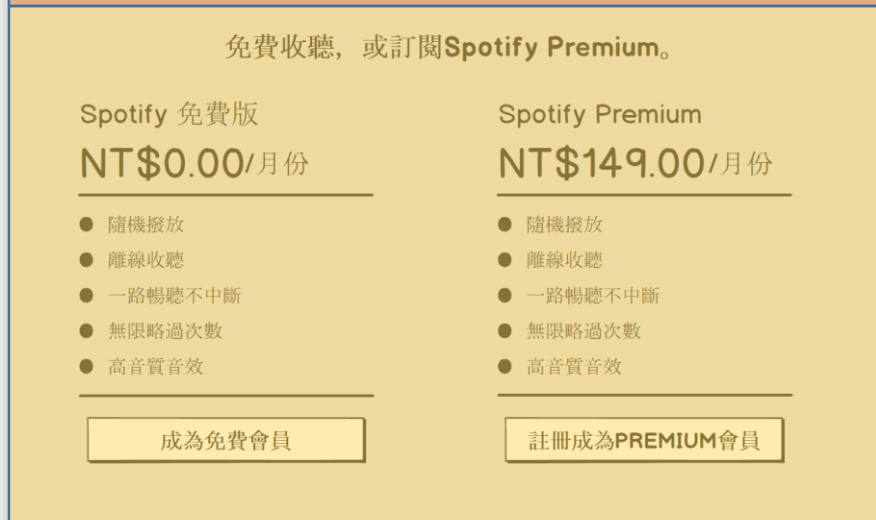 免費收聽，或訂閱Spotify Premium。
Spotify 免費版
NT$0.00/月份
隨機撥放
離線收聽
一路暢聽不中斷
無限略過次數
高音質音效
成為免費會員
Spotify Premium
NT$149.00/月份
隨機撥放
離線收聽
一路暢聽不中斷
無限略過次數
高音質音效
註冊成為PREMIUM會員